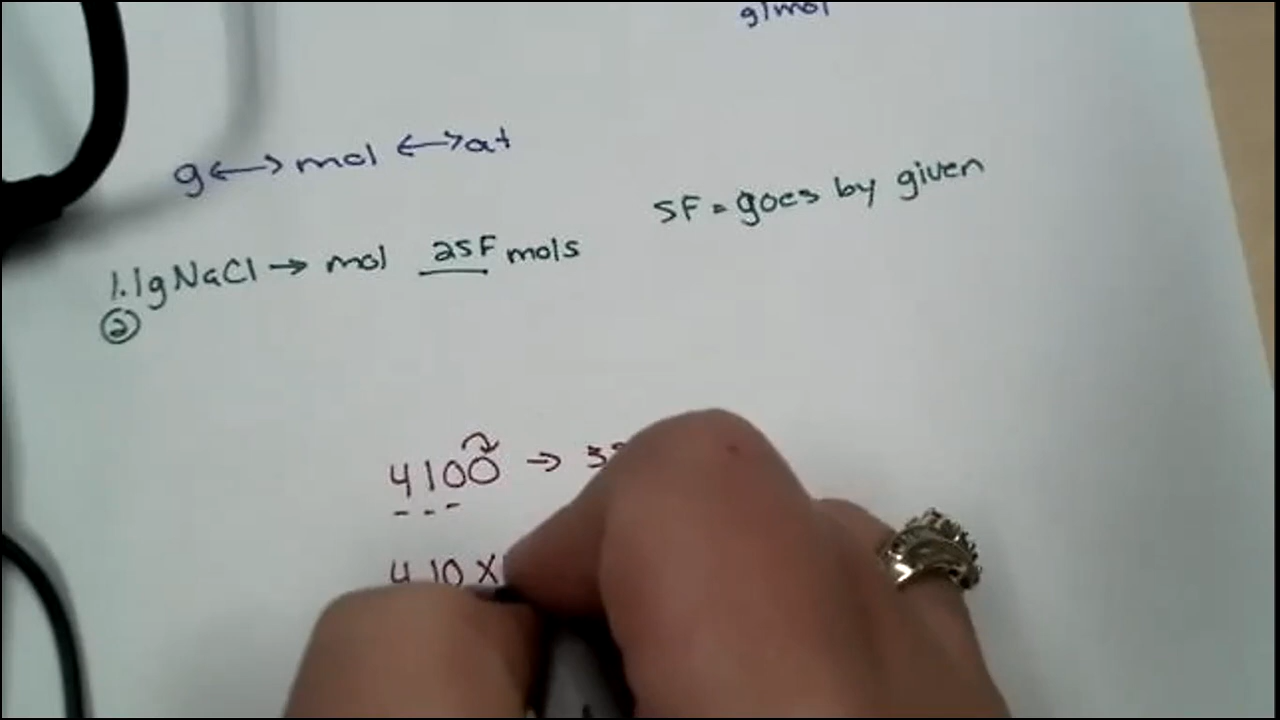 g/mol
g ↔ mol ↔ at
SF = goes by given
1.1g NaCl → mol 2SF mols
②
4100 →
4.10 X